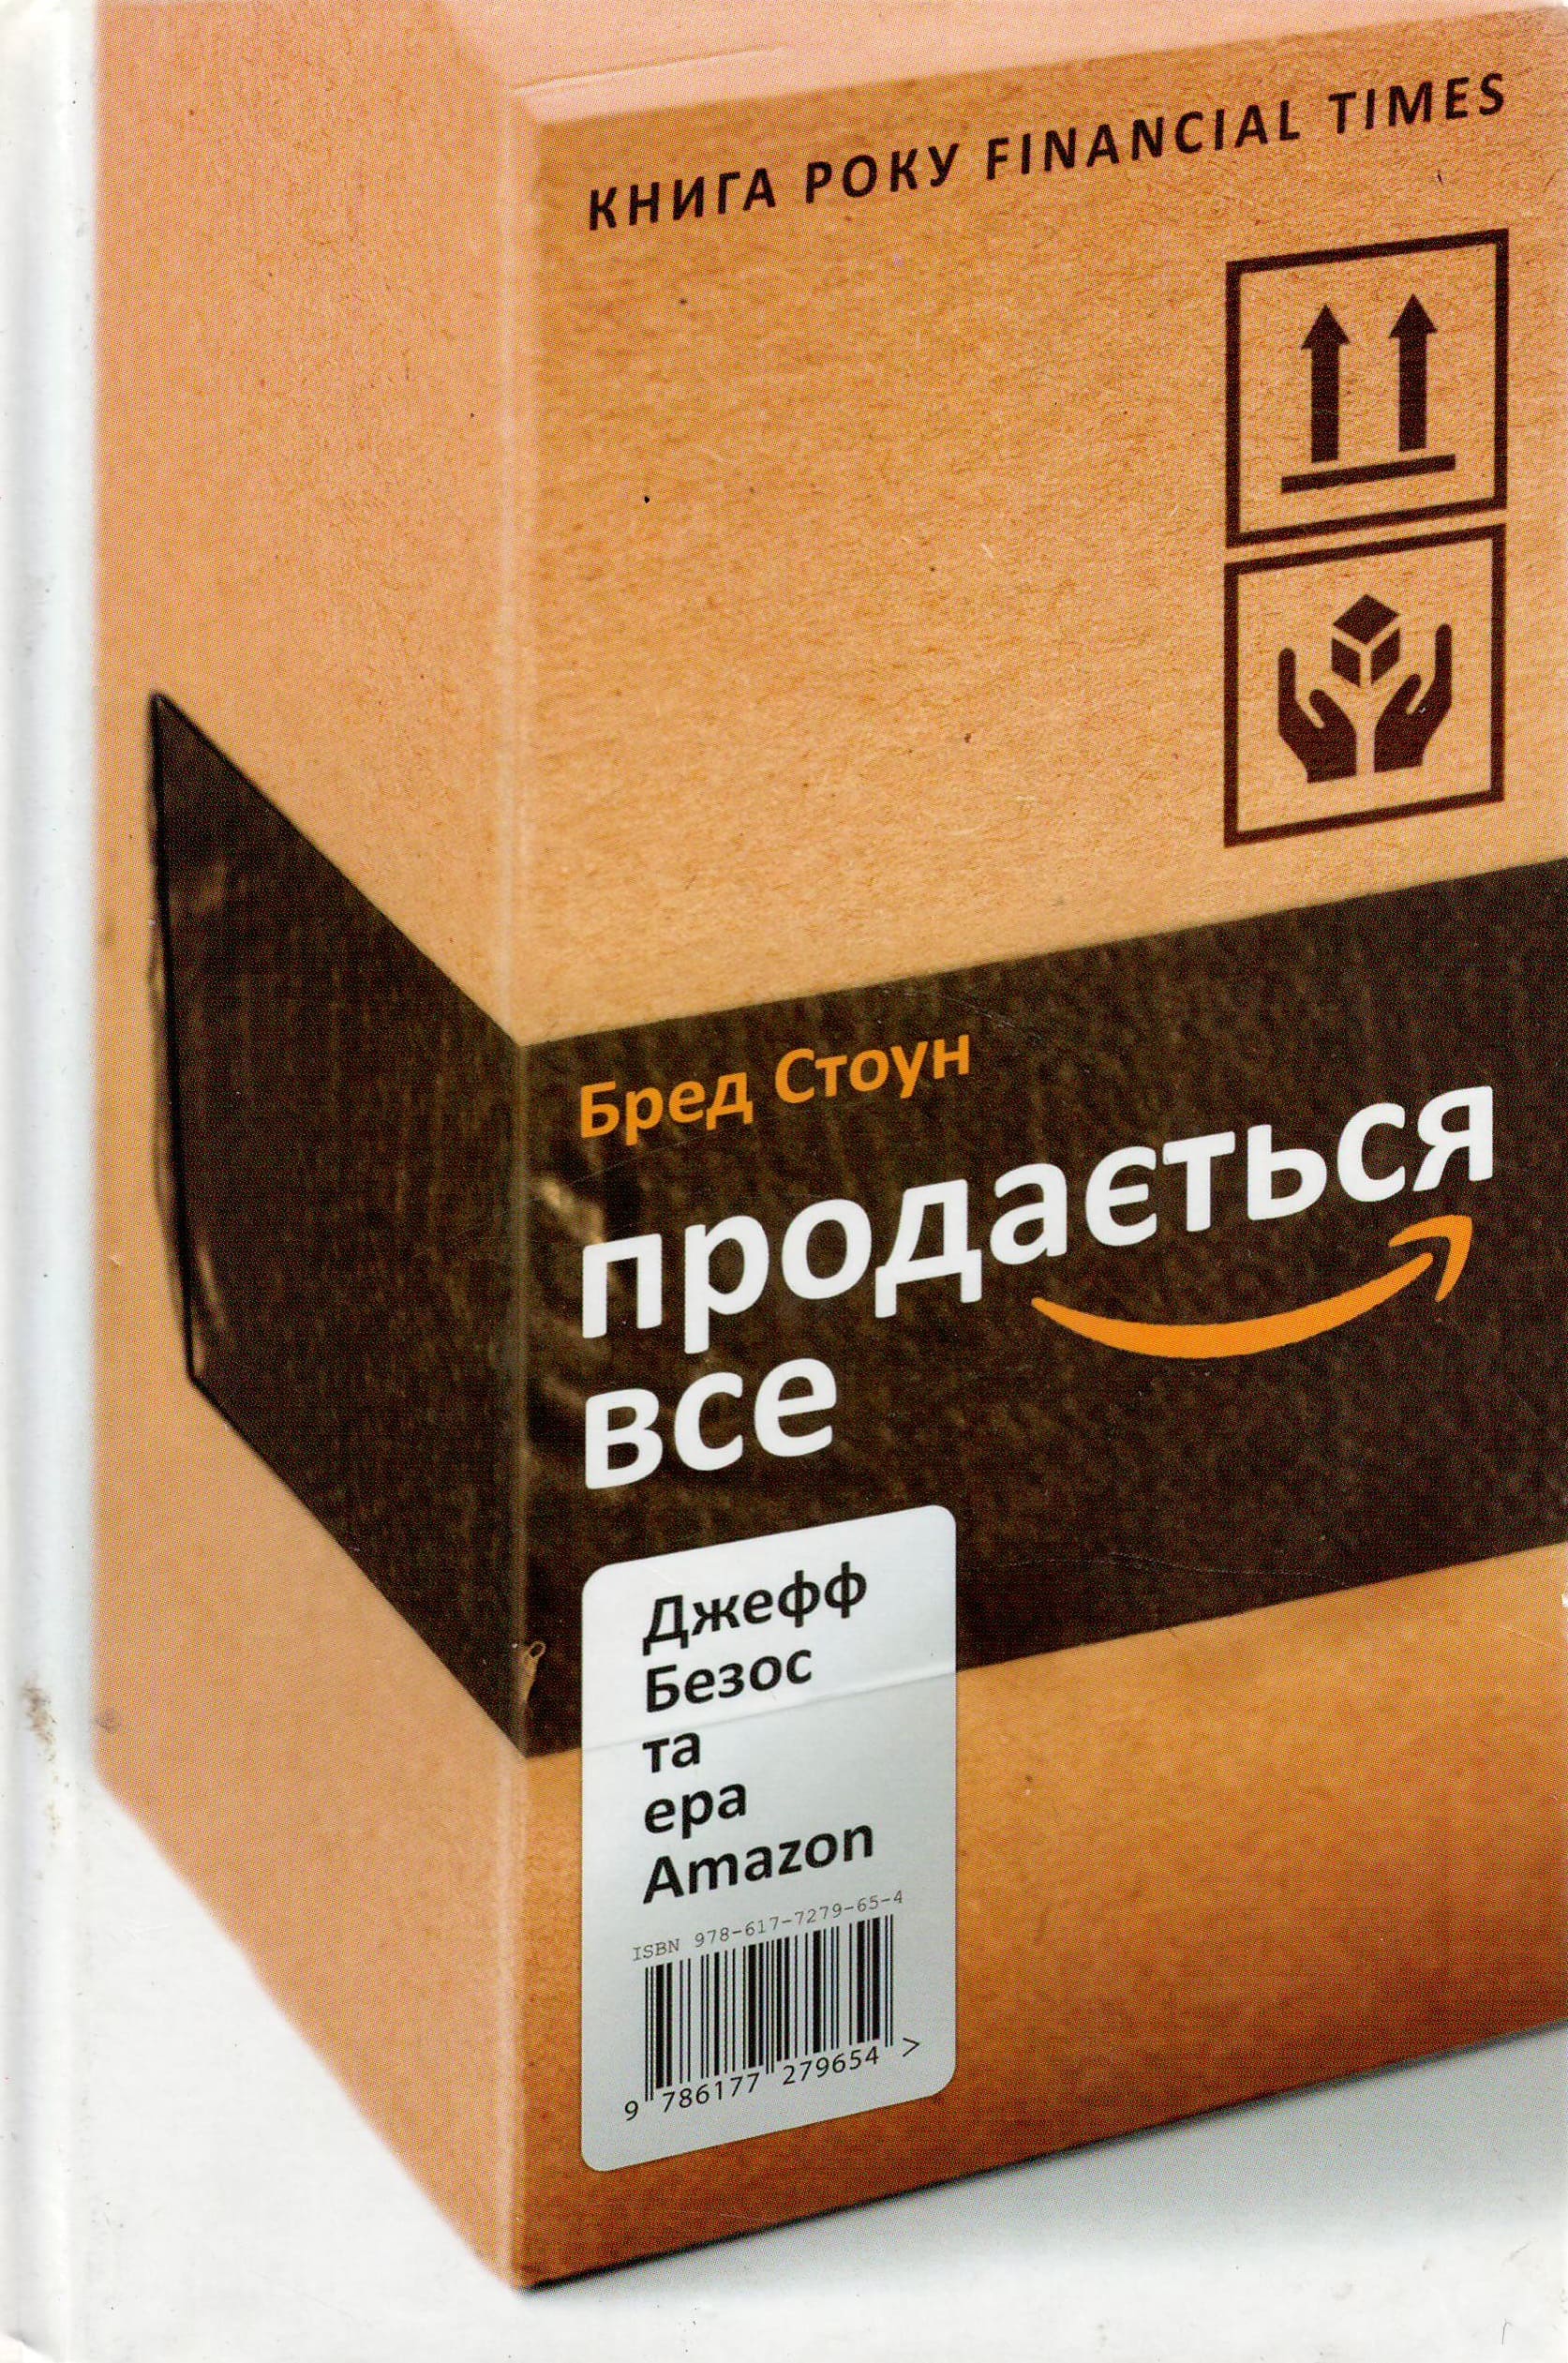 КНИГА РОКУ FINANCIAL TIMES
Бред Стоун
продається
все
Джефф
Безос
та
ера
Amazon
ISBN 978-617-7279-65-4
9 786177 279654 >